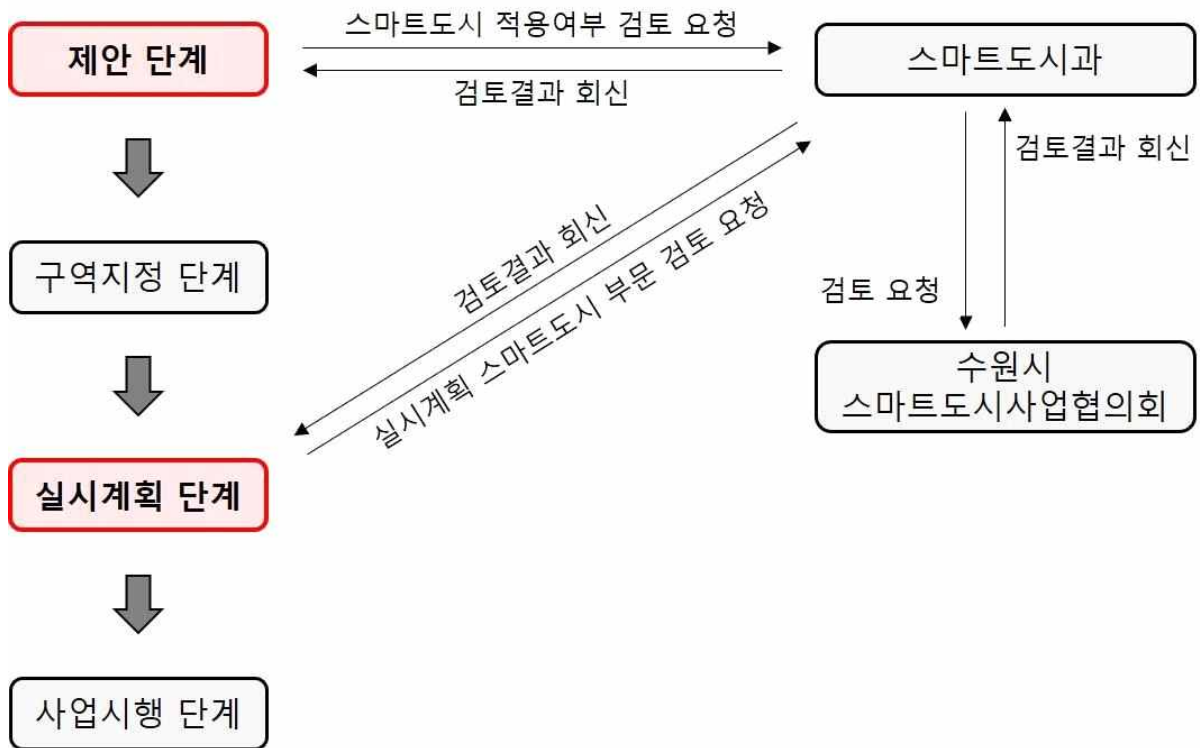 제안 단계
스마트도시 적용여부 검토 요청
검토결과 회신
스마트도시과
검토결과 회신
구역지정 단계
검토결과 회신
실시계획 스마트도시 부문 검토 요청
검토 요청
수원시
스마트도시사업협의회
실시계획 단계
사업시행 단계